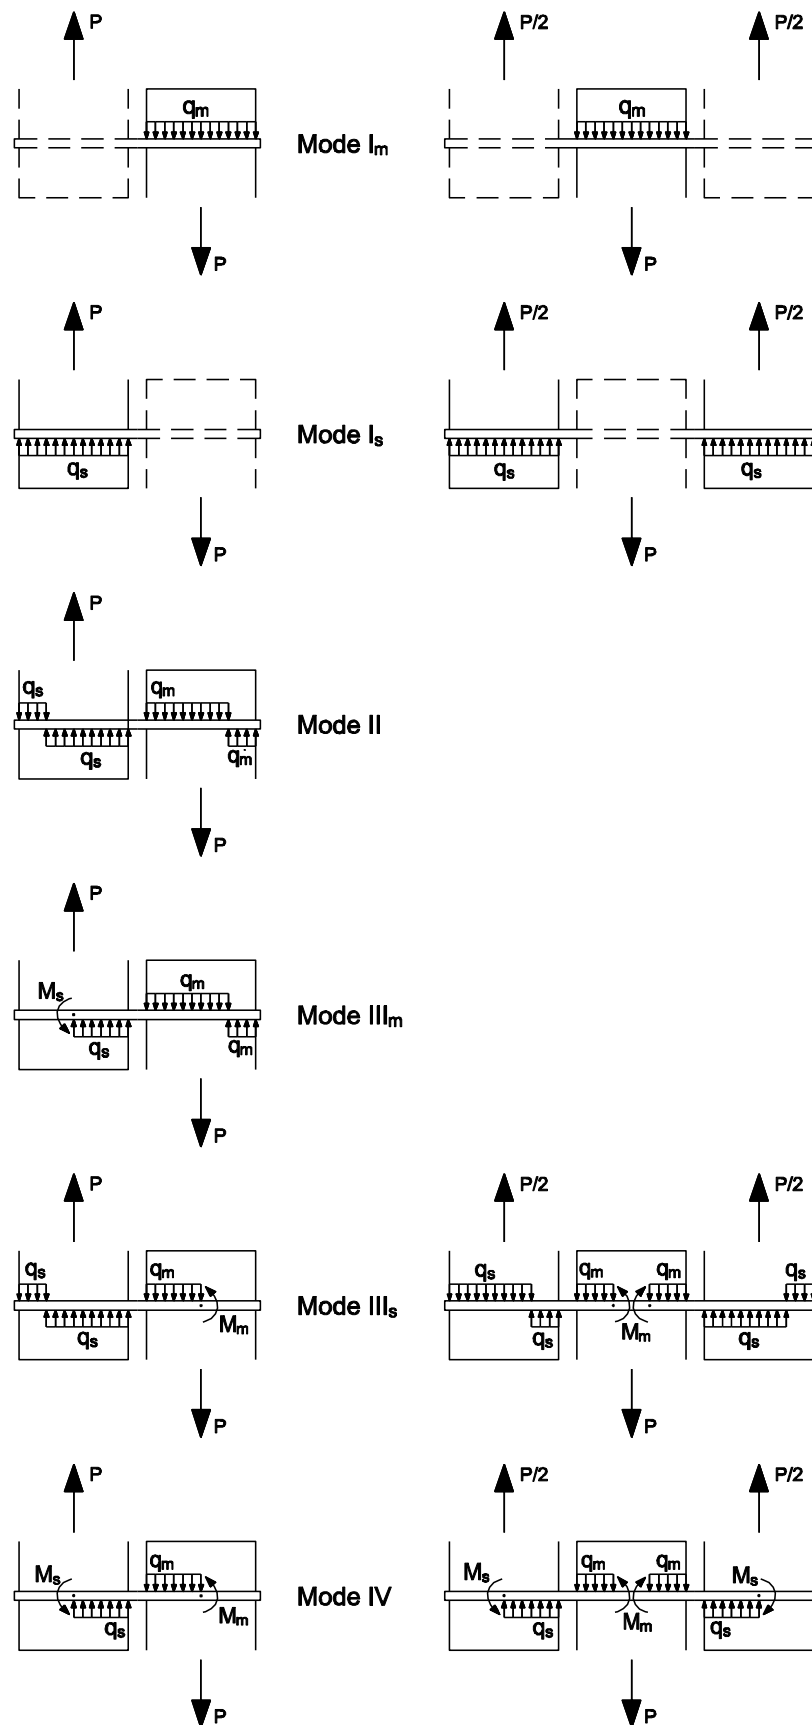 P P/2 P/2
q_m Mode I_m q_m
P P
P P/2 P/2
Mode I_s
q_s q_s q_s
P P
P
q_s q_m
Mode II
q_s q_m
P
P
M_s q_m
Mode III_m
q_s q_m
P
P P/2 P/2
q_s q_m q_s q_m q_m q_s
Mode III_s
q_s M_m q_s M_m q_s
P P
P P/2 P/2
M_s q_m M_s q_m q_m M_s
Mode IV
q_s M_m q_s M_m q_s
P P